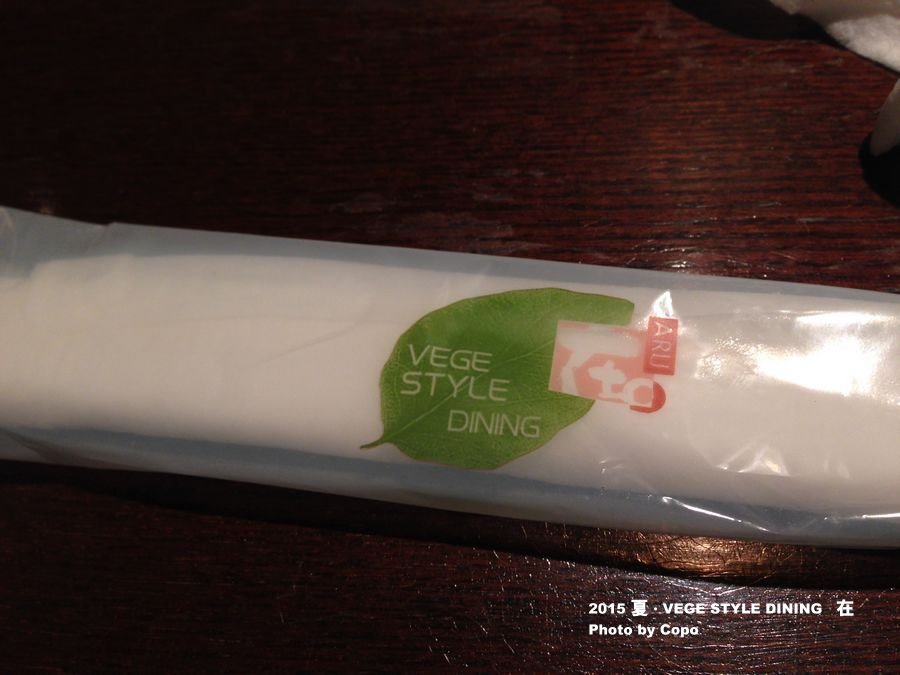 VEGE
STYLE
DINING
ARU
2015 夏 · VEGE STYLE DINING 在
Photo by Copo